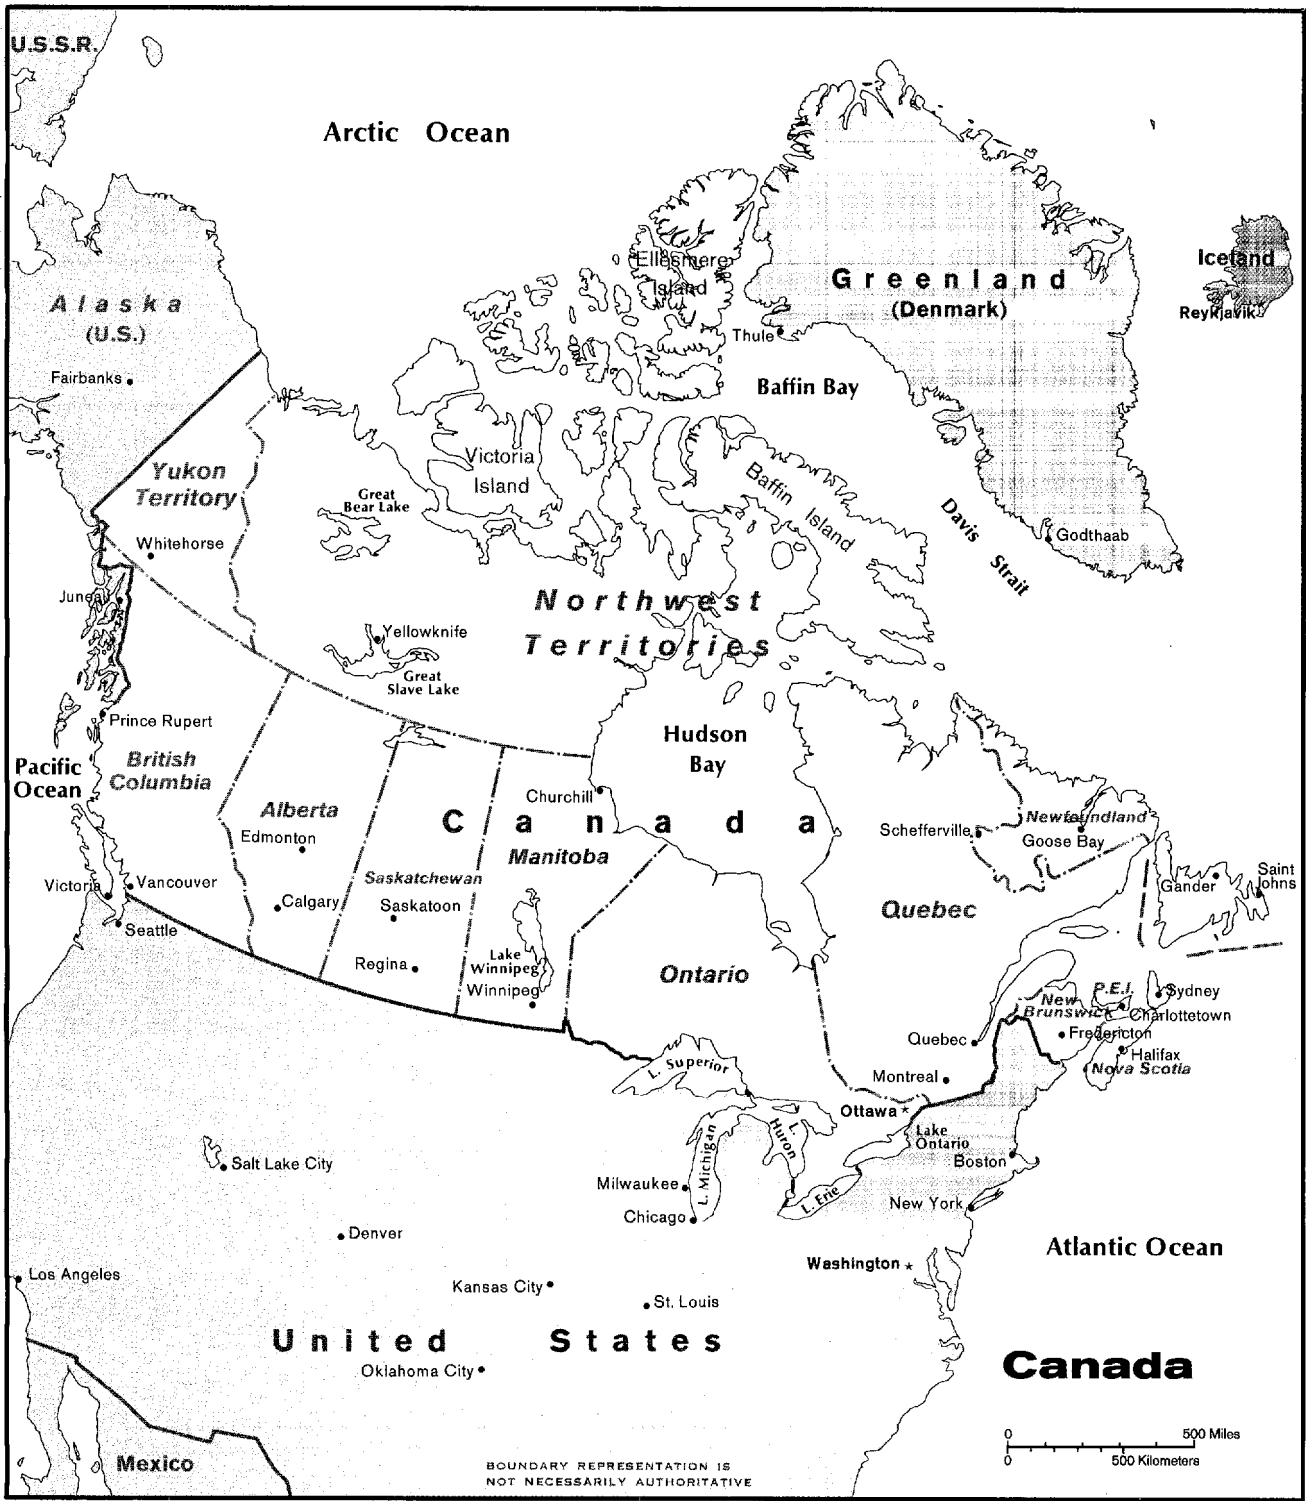 U.S.S.R.
Arctic Ocean
Ellesmere
Island
Iceland
Reykjavik
Greenland
(Denmark)
Alaska
(U.S.)
Thule
Fairbanks
Baffin Bay
Victoria
Island
Yukon
Territory
Great
Bear Lake
Baffin Island
Davis Strait
Godthaab
Whitehorse
Juneau
Northwest
Territories
Yellowknife
Great
Slave Lake
Prince Rupert
Hudson
Bay
Pacific
Ocean
British
Columbia
Alberta
Churchill
Canada
Newfoundland
Schefferville
Goose Bay
Edmonton
Manitoba
Saskatchewan
Victoria
Vancouver
Calgary
Saskatoon
Quebec
Gander
Saint
Johns
Seattle
Regina
Lake
Winnipeg
Winnipeg
Ontario
P.E.I.
Sydney
New
Brunswick
Charlottetown
Fredericton
Quebec
Halifax
Nova Scotia
L. Superior
Montreal
Ottawa
L. Huron
L. Michigan
Lake
Ontario
Boston
Salt Lake City
Milwaukee
L. Erie
New York
Chicago
Denver
Atlantic Ocean
Washington
Los Angeles
Kansas City
St. Louis
United States
Oklahoma City
Canada
0 500 Miles
0 500 Kilometers
Mexico
BOUNDARY REPRESENTATION IS
NOT NECESSARILY AUTHORITATIVE